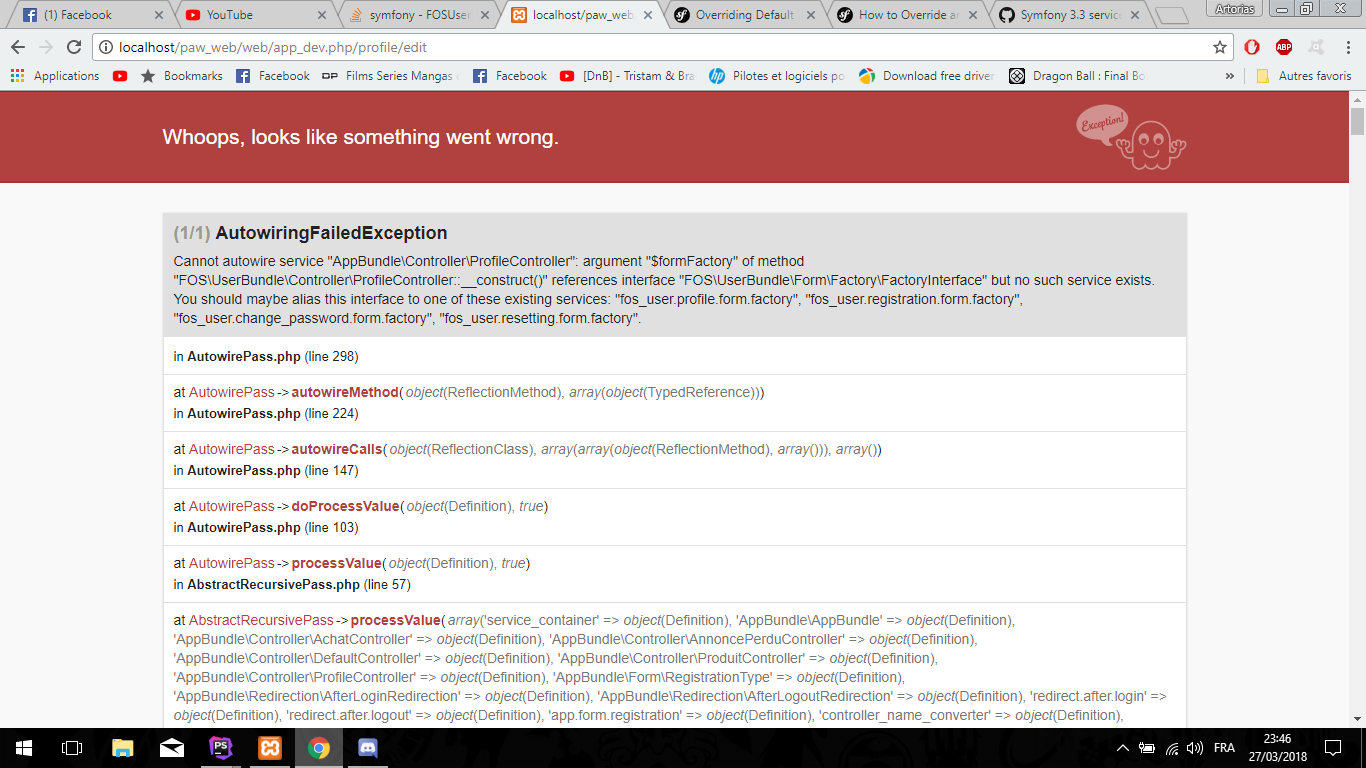 (1) Facebook
YouTube
symfony - FOSUser
localhost/paw_web
Overriding Default
How to Override an
Symfony 3.3 service
Artorias
localhost/paw_web/web/app_dev.php/profile/edit
ABP
Applications
Bookmarks
Facebook
DP Films Series Mangas
Facebook
[DnB] - Tristam & Bra
hp Pilotes et logiciels po
Download free driver
Dragon Ball : Final Bo
»
Autres favoris
Whoops, looks like something went wrong.
Exception!
(1/1) AutowiringFailedException
Cannot autowire service "AppBundle\Controller\ProfileController": argument "$formFactory" of method
"FOS\UserBundle\Controller\ProfileController::__construct()" references interface "FOS\UserBundle\Form\Factory\FactoryInterface" but no such service exists.
You should maybe alias this interface to one of these existing services: "fos_user.profile.form.factory", "fos_user.registration.form.factory",
"fos_user.change_password.form.factory", "fos_user.resetting.form.factory".
in AutowirePass.php (line 298)
at AutowirePass->autowireMethod(object(ReflectionMethod), array(object(TypedReference)))
in AutowirePass.php (line 224)
at AutowirePass->autowireCalls(object(ReflectionClass), array(array(object(ReflectionMethod), array())), array())
in AutowirePass.php (line 147)
at AutowirePass->doProcessValue(object(Definition), true)
in AutowirePass.php (line 103)
at AutowirePass->processValue(object(Definition), true)
in AbstractRecursivePass.php (line 57)
at AbstractRecursivePass->processValue(array('service_container' => object(Definition), 'AppBundle\AppBundle' => object(Definition),
'AppBundle\Controller\AchatController' => object(Definition), 'AppBundle\Controller\AnnoncePerduController' => object(Definition),
'AppBundle\Controller\DefaultController' => object(Definition), 'AppBundle\Controller\ProduitController' => object(Definition),
'AppBundle\Controller\ProfileController' => object(Definition), 'AppBundle\Form\RegistrationType' => object(Definition),
'AppBundle\Redirection\AfterLoginRedirection' => object(Definition), 'AppBundle\Redirection\AfterLogoutRedirection' => object(Definition), 'redirect.after.login' =>
object(Definition), 'redirect.after.logout' => object(Definition), 'app.form.registration' => object(Definition), 'controller_name_converter' => object(Definition),
PS
FRA
23:46
27/03/2018